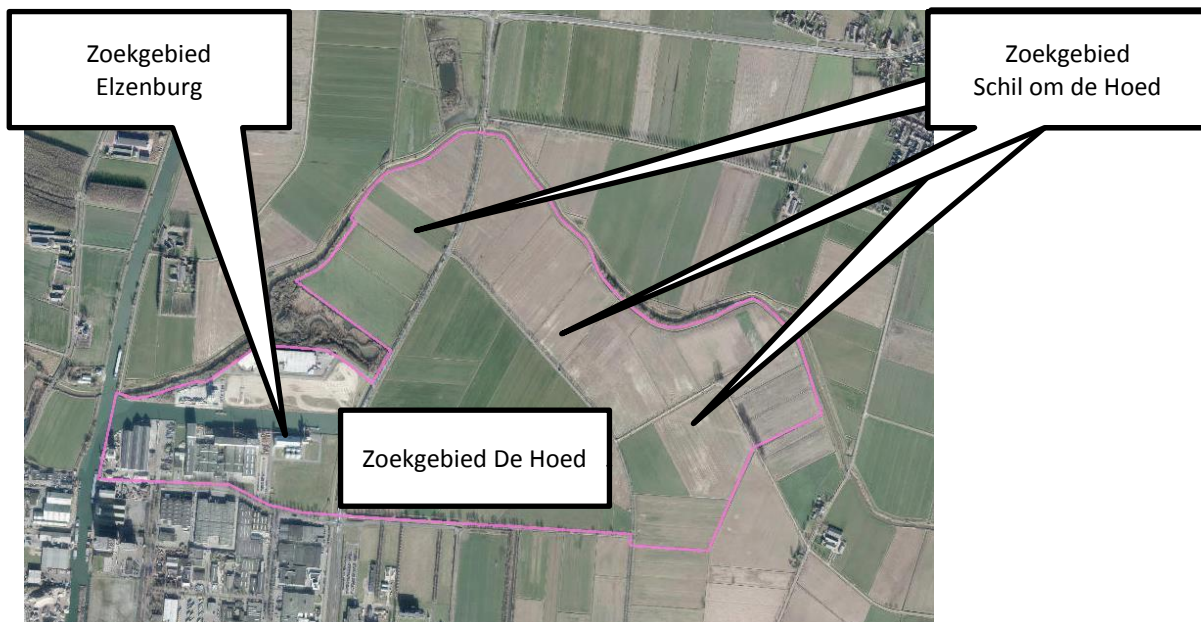 Zoekgebied
Elzenburg
Zoekgebied
Schil om de Hoed
Zoekgebied De Hoed